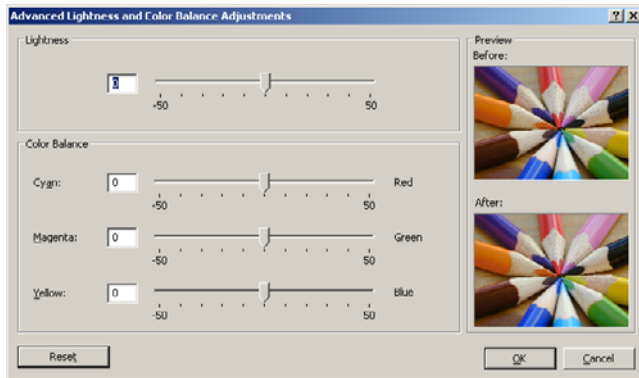 Advanced Lightness and Color Balance Adjustments
Lightness
0
-50 50
Color Balance
Cyan: 0 Red
-50 50
Magenta: 0 Green
-50 50
Yellow: 0 Blue
-50 50
Reset
Preview
Before:
After:
OK Cancel